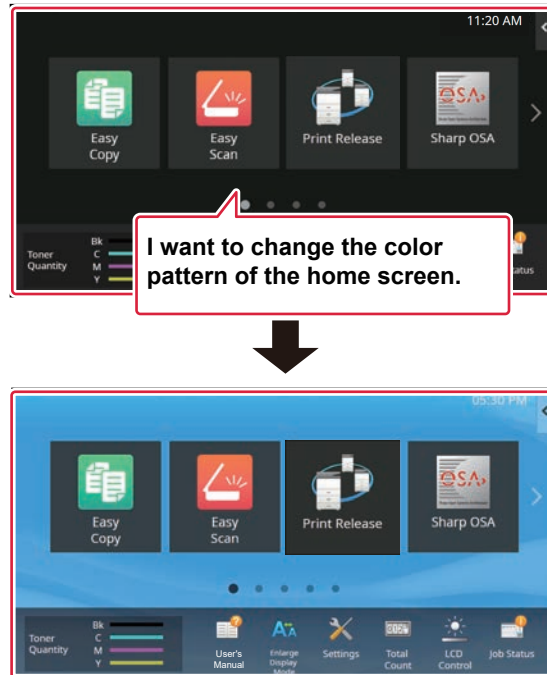 11:20 AM
Easy
Copy
Easy
Scan
Print Release
Sharp OSA
Toner
Quantity
Bk
C
M
Y
I want to change the color
pattern of the home screen.
05:30 PM
Easy
Copy
Easy
Scan
Print Release
Sharp OSA
Toner
Quantity
Bk
C
M
Y
User's
Manual
Enlarge
Display
Mode
Settings
Total
Count
LCD
Control
Job Status